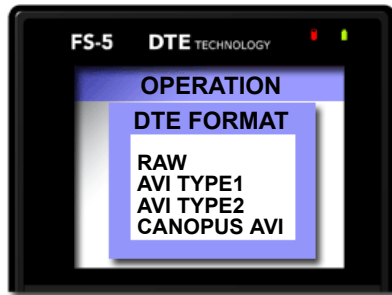 FS-5 DTE TECHNOLOGY
OPERATION
DTE FORMAT
RAW
AVI TYPE1
AVI TYPE2
CANOPUS AVI